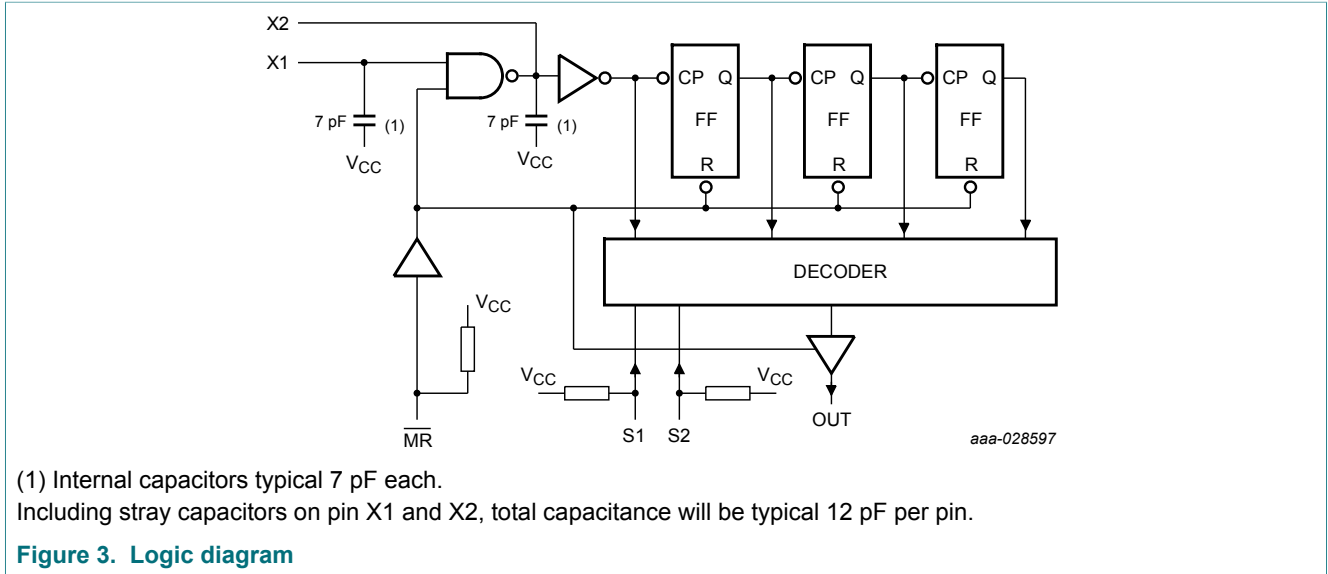 X2
X1
7 pF (1)
VCC
7 pF (1)
VCC
CP Q
FF
R
CP Q
FF
R
CP Q
FF
R
DECODER
VCC
VCC
VCC
MR
S1
S2
OUT
aaa-028597
(1) Internal capacitors typical 7 pF each.
Including stray capacitors on pin X1 and X2, total capacitance will be typical 12 pF per pin.
Figure 3. Logic diagram